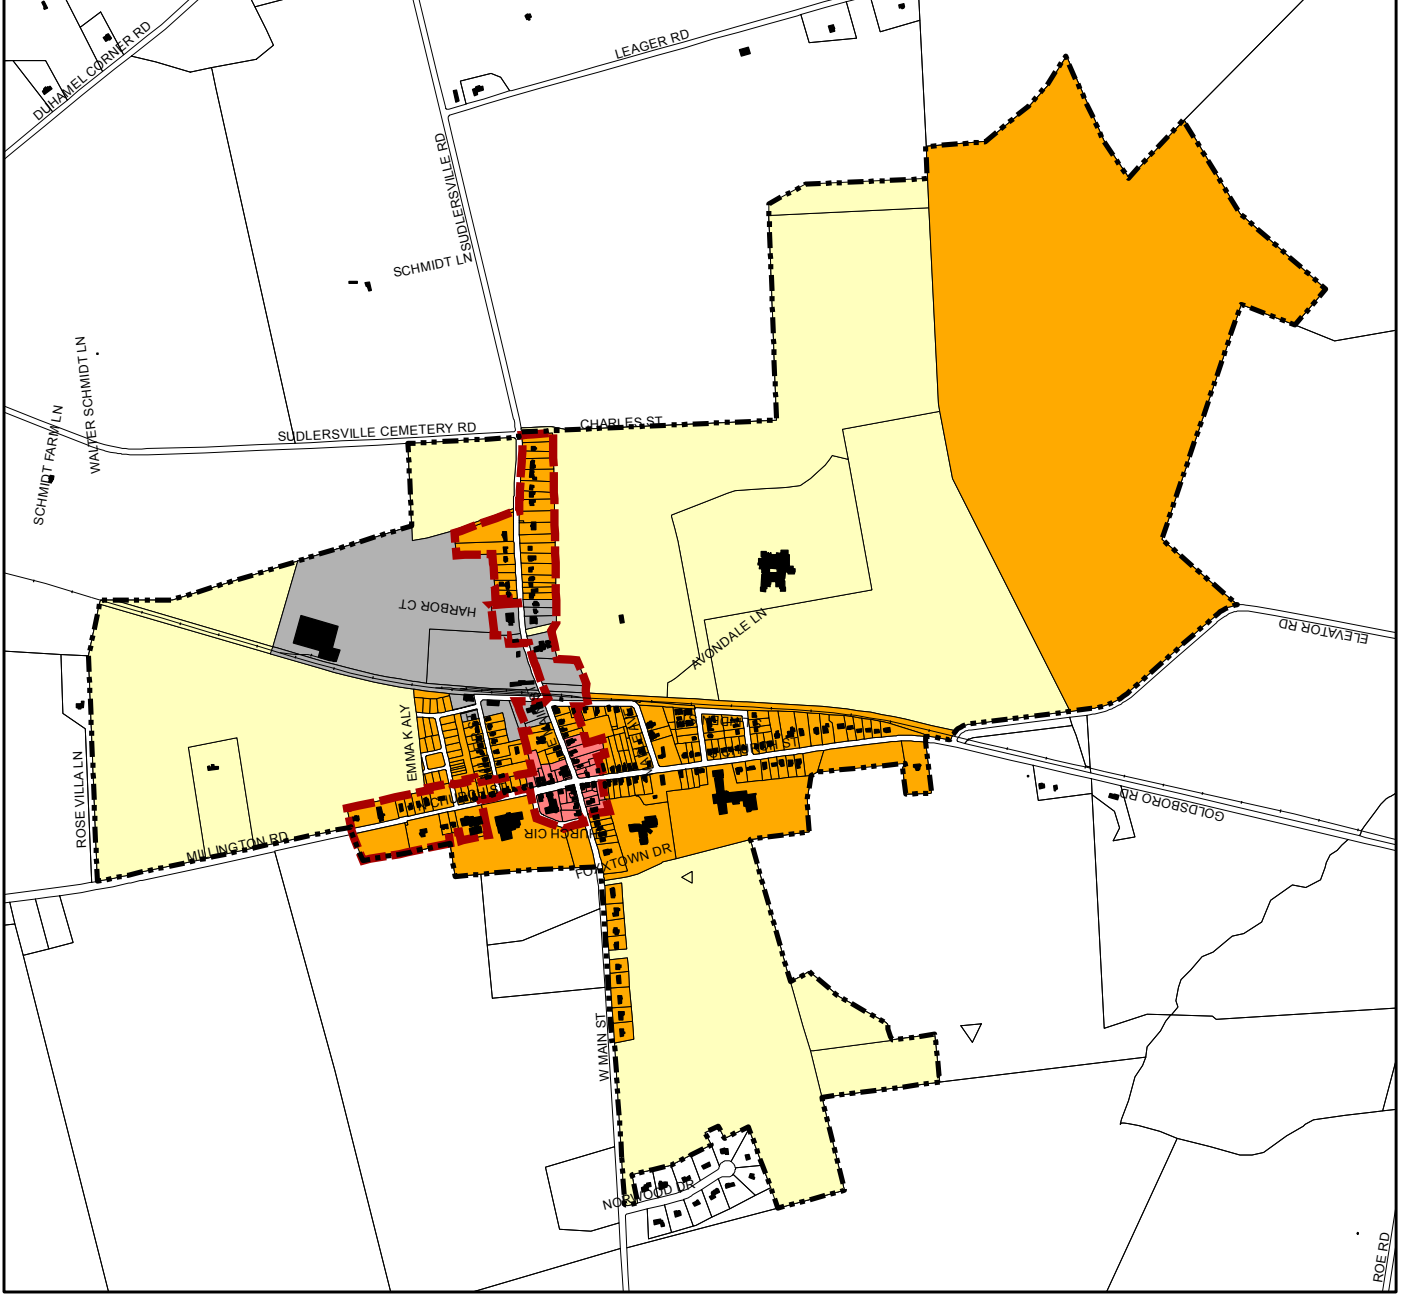 DUHAMEL CORNER RD
LEAGER RD
SUDLERSVILLE RD
SCHMIDT LN
WALTER SCHMIDT LN
SCHMIDT FARM LN
SUDLERSVILLE CEMETERY RD
CHARLES ST
HARBOR CT
AVONDALE LN
ELEVATOR RD
EMMA K ALY
ROSE VILLA LN
MILLINGTON RD
CHURCH CIR
FOXXTOWN DR
GOLDSBORO RD
W MAIN ST
NORWOOD DR
ROE RD